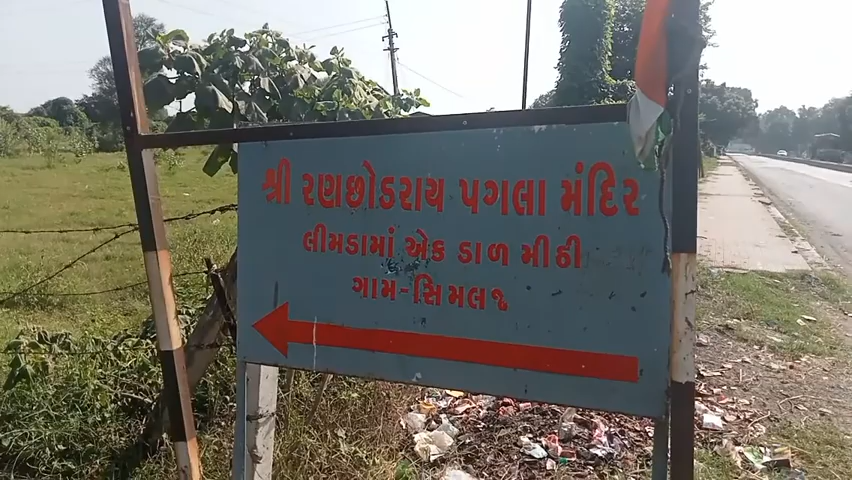 શ્રી રણછોડરાય પગલા મંદિર
લીમડામાં એક ડાળ મીઠી
ગામ-સિમલજ